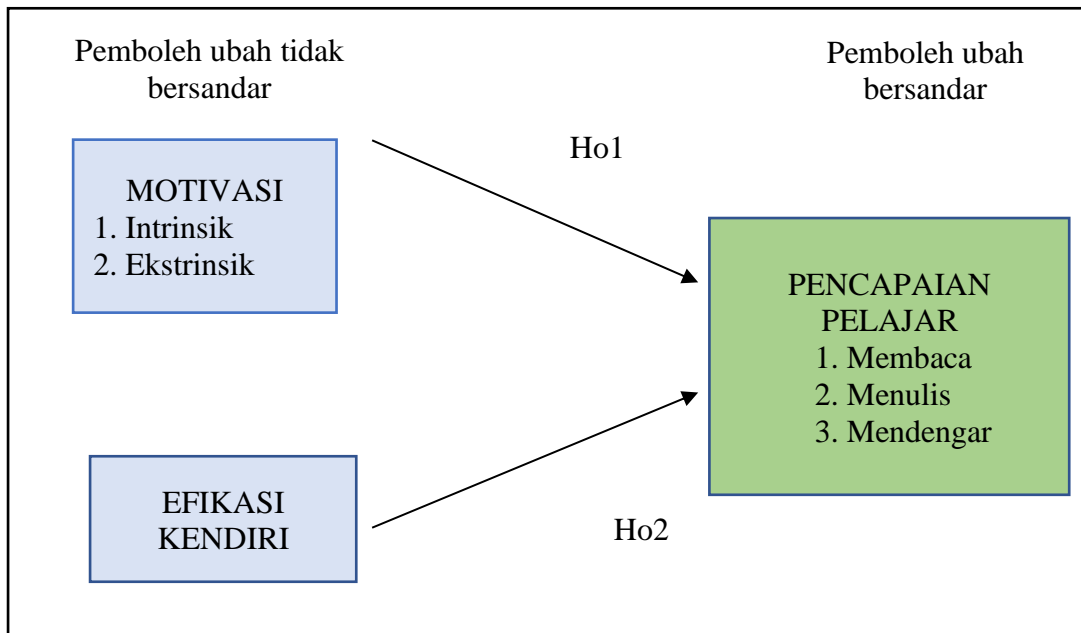 Pemboleh ubah tidak
bersandar
Pemboleh ubah
bersandar
Ho1
MOTIVASI
1. Intrinsik
2. Ekstrinsik
PENCAPAIAN
PELAJAR
1. Membaca
2. Menulis
3. Mendengar
EFIKASI
KENDIRI
Ho2